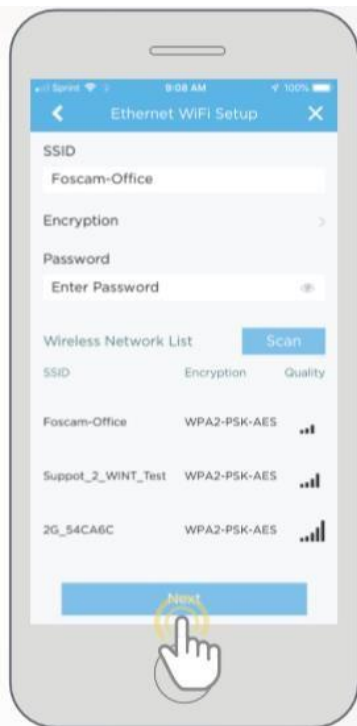 Sprint 9:08 AM 100%
Ethernet WiFi Setup
SSID
Foscam-Office
Encryption
Password
Enter Password
Wireless Network List Scan
SSID Encryption Quality
Foscam-Office WPA2-PSK-AES
Suppot_2_WINT_Test WPA2-PSK-AES
2G_54CA6C WPA2-PSK-AES
Next